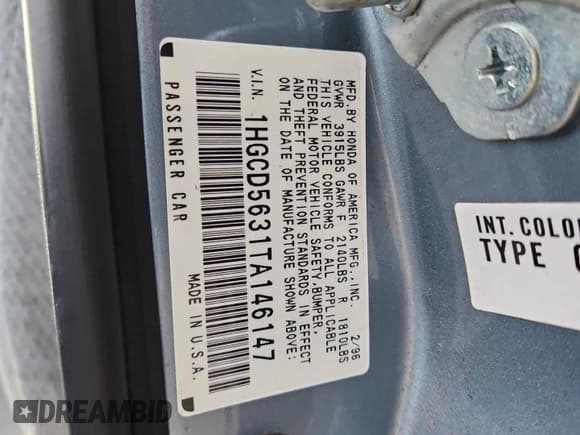 MFD. BY HONDA OF AMERICA MFG., INC. 2/96
GVWR 3915LBS GAWR F 2140LBS R 1810LBS
THIS VEHICLE CONFORMS TO ALL APPLICABLE
FEDERAL MOTOR VEHICLE SAFETY, BUMPER,
AND THEFT PREVENTION STANDARDS IN EFFECT
ON THE DATE OF MANUFACTURE SHOWN ABOVE:
V.I.N. 1HGCD5631TA146147
PASSENGER CAR MADE IN U.S.A.
INT. COLO
TYPE
DREAMBID